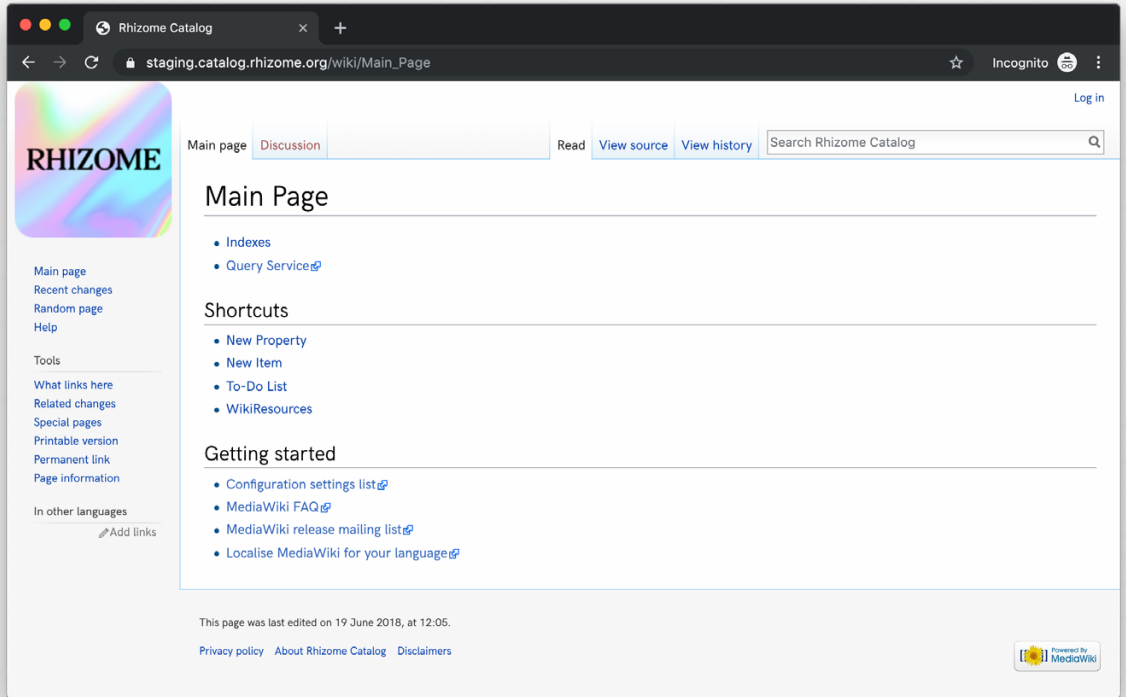 Rhizome Catalog
staging.catalog.rhizome.org/wiki/Main_Page
Incognito
RHIZOME
Log in
Main page
Discussion
Read
View source
View history
Search Rhizome Catalog
Main Page
Indexes
Query Service
Shortcuts
New Property
New Item
To-Do List
WikiResources
Getting started
Configuration settings list
MediaWiki FAQ
MediaWiki release mailing list
Localise MediaWiki for your language
Main page
Recent changes
Random page
Help
Tools
What links here
Related changes
Special pages
Printable version
Permanent link
Page information
In other languages
Add links
This page was last edited on 19 June 2018, at 12:05.
Privacy policy About Rhizome Catalog Disclaimers
Powered By
MediaWiki